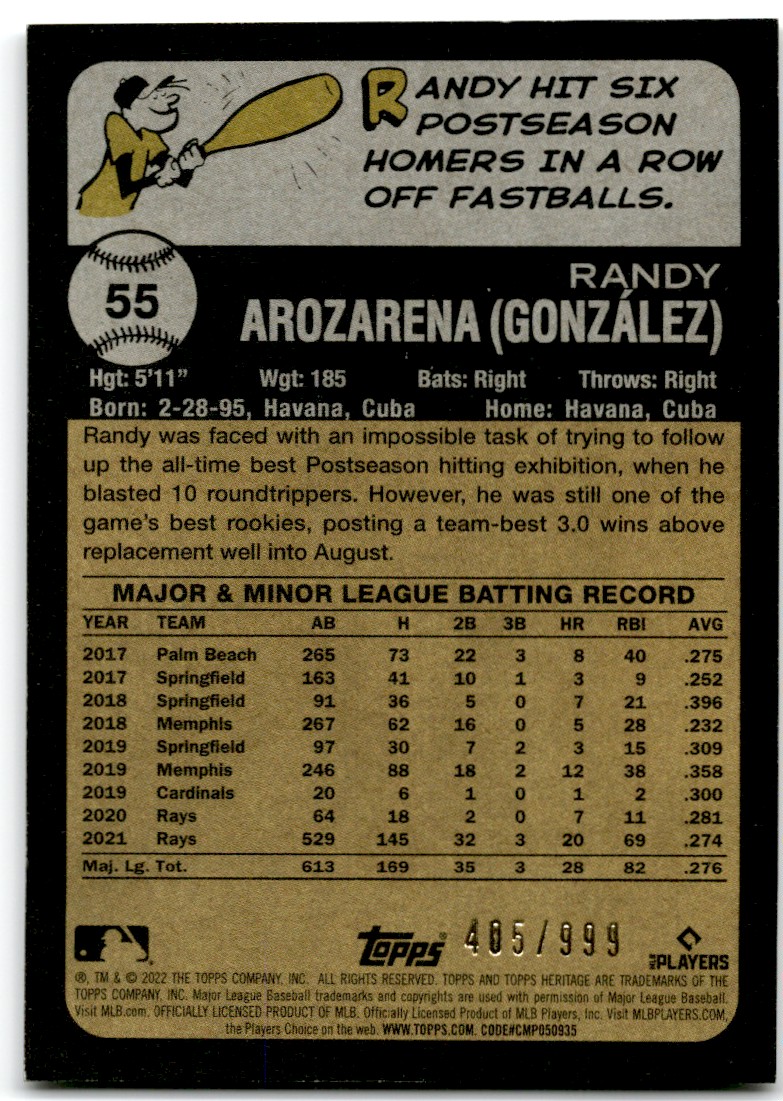 RANDY HIT SIX
POSTSEASON
HOMERS IN A ROW
OFF FASTBALLS.
55
RANDY
AROZARENA (GONZÁLEZ)
Hgt: 5'11" Wgt: 185 Bats: Right Throws: Right
Born: 2-28-95, Havana, Cuba Home: Havana, Cuba
Randy was faced with an impossible task of trying to follow
up the all-time best Postseason hitting exhibition, when he
blasted 10 roundtrippers. However, he was still one of the
game's best rookies, posting a team-best 3.0 wins above
replacement well into August.
MAJOR & MINOR LEAGUE BATTING RECORD
YEAR TEAM AB H 2B 3B HR RBI AVG
2017 Palm Beach 265 73 22 3 8 40 .275
2017 Springfield 163 41 10 1 3 9 .252
2018 Springfield 91 36 5 0 7 21 .396
2018 Memphis 267 62 16 0 5 28 .232
2019 Springfield 97 30 7 2 3 15 .309
2019 Memphis 246 88 18 2 12 38 .358
2019 Cardinals 20 6 1 0 1 2 .300
2020 Rays 64 18 2 0 7 11 .281
2021 Rays 529 145 32 3 20 69 .274
Maj. Lg. Tot. 613 169 35 3 28 82 .276
TOPPS® 405/999 MLB PLAYERS
®, TM & © 2022 THE TOPPS COMPANY, INC. ALL RIGHTS RESERVED. TOPPS AND TOPPS HERITAGE ARE TRADEMARKS OF THE
TOPPS COMPANY, INC. Major League Baseball trademarks and copyrights are used with permission of Major League Baseball.
Visit MLB.com. OFFICIALLY LICENSED PRODUCT OF MLB. Officially Licensed Product of MLB Players, Inc. Visit MLBPLAYERS.COM,
the Players Choice on the web. WWW.TOPPS.COM. CODE#CMP050935